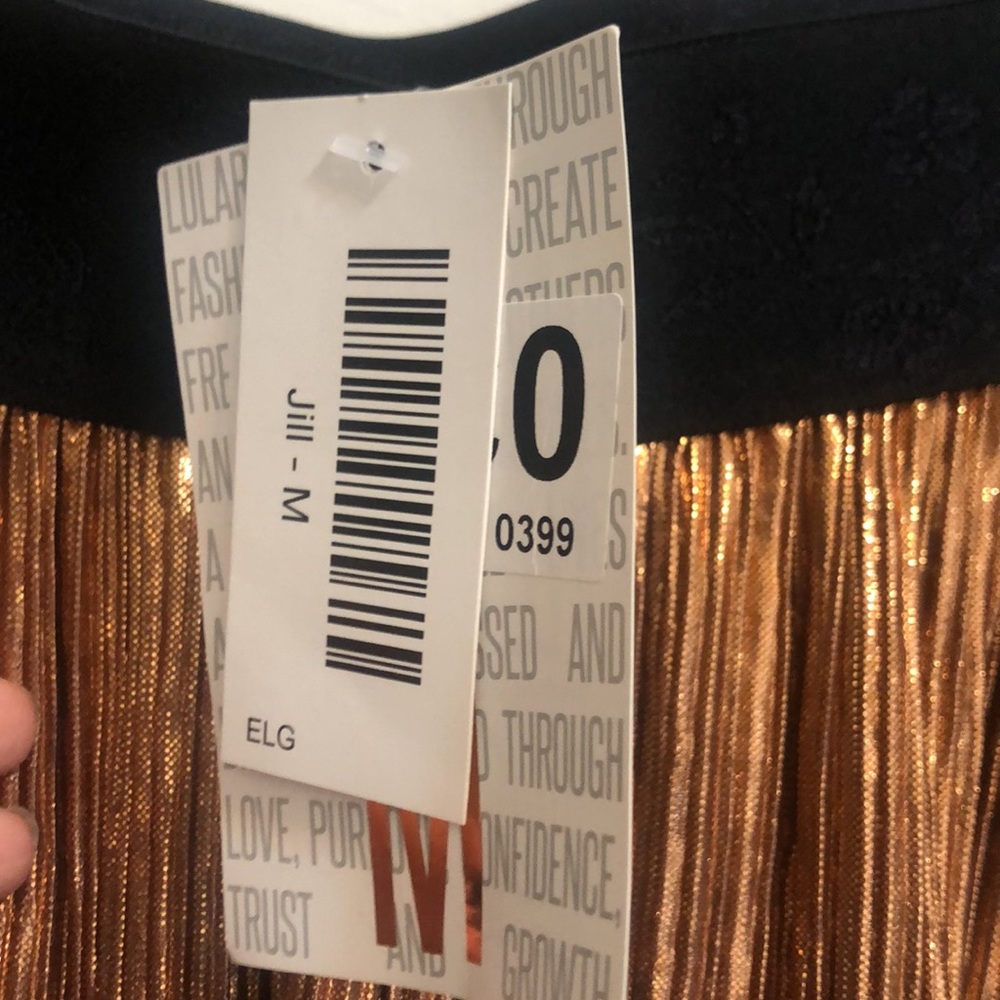 ROUGH
LULAR
CREATE
FASH
OTHERS
FRE
0
AN
0399
S
A
Jill - M
SSED AND
ELG
THROUGH
LOVE, PUR
ONFIDENCE,
TRUST AND GROWTH
M